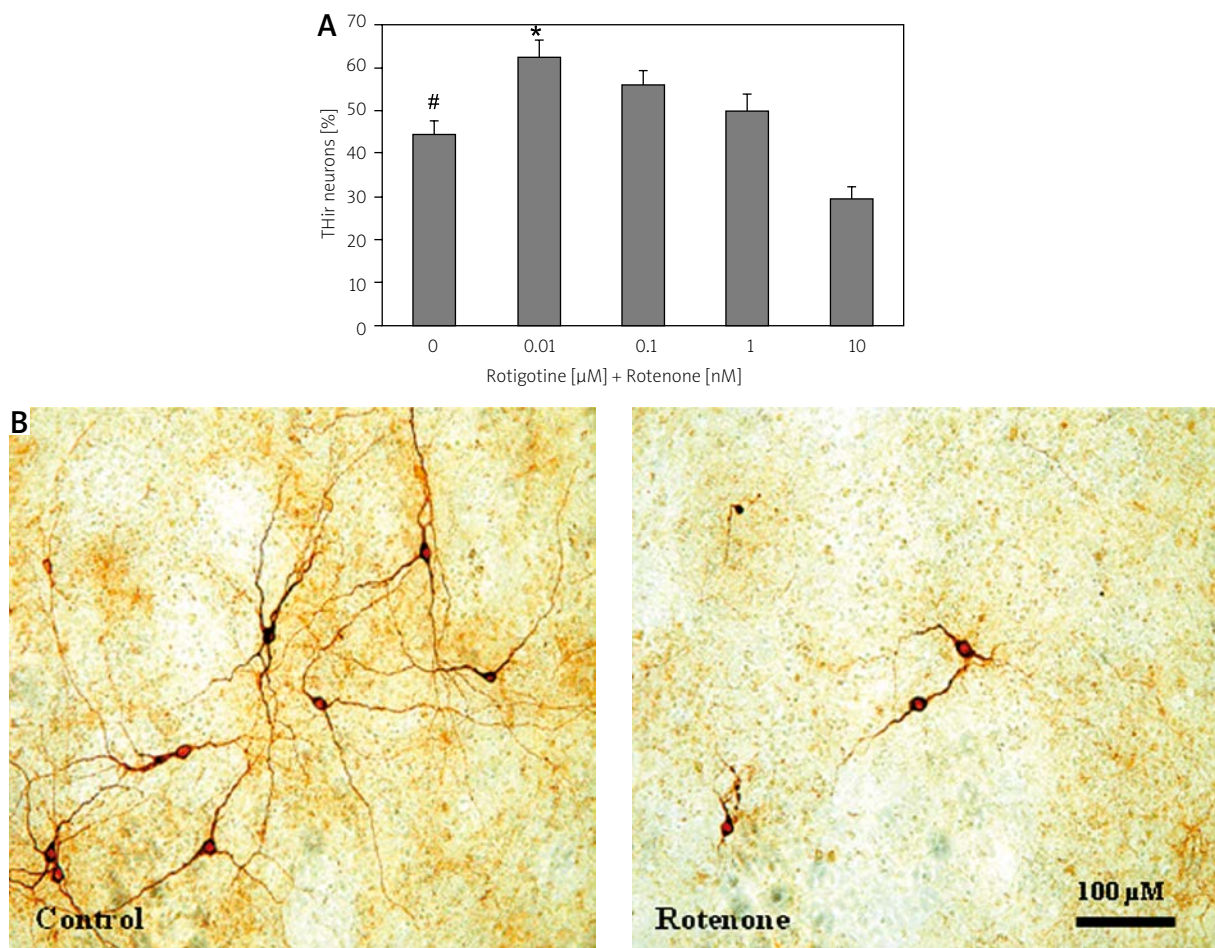 A
70
*
60
#
50
40
30
20
10
0
THir neurons [%]
0 0.01 0.1 1 10
Rotigotine [µM] + Rotenone [nM]
B
Control
Rotenone
100 µM